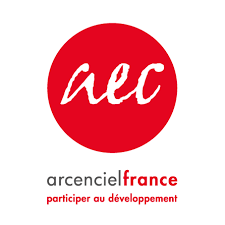 aec
arcencielfrance
participer au développement